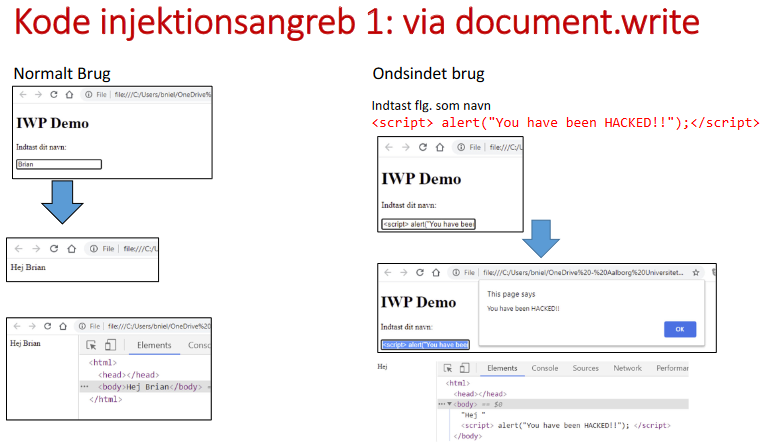 Kode injektionsangreb 1: via document.write
Normalt Brug
File file:///C:/Users/bniel/OneDrive%
IWP Demo
Indtast dit navn:
Brian
File file:///C:/L
Hej Brian
File file:///C:/Users/bniel/OneDrive%20
Hej Brian
Elements Conso
<html>
<head></head>
<body>Hej Brian</body> =
</html>
Ondsindet brug
Indtast flg. som navn
<script> alert("You have been HACKED!!");</script>
File file:///C:/L
IWP Demo
Indtast dit navn:
<script> alert("You have bee
File file:///C:/Users/bniel/OneDrive%20-%20Aalborg%20Universitet...
IWP Demo
Indtast dit navn:
<script> alert("You have bee
This page says
You have been HACKED!!
OK
Hej
Elements Console Sources Network Performar
<html>
<head></head>
<body> == $0
"Hej "
<script> alert("You have been HACKED!!"); </script>
</body>